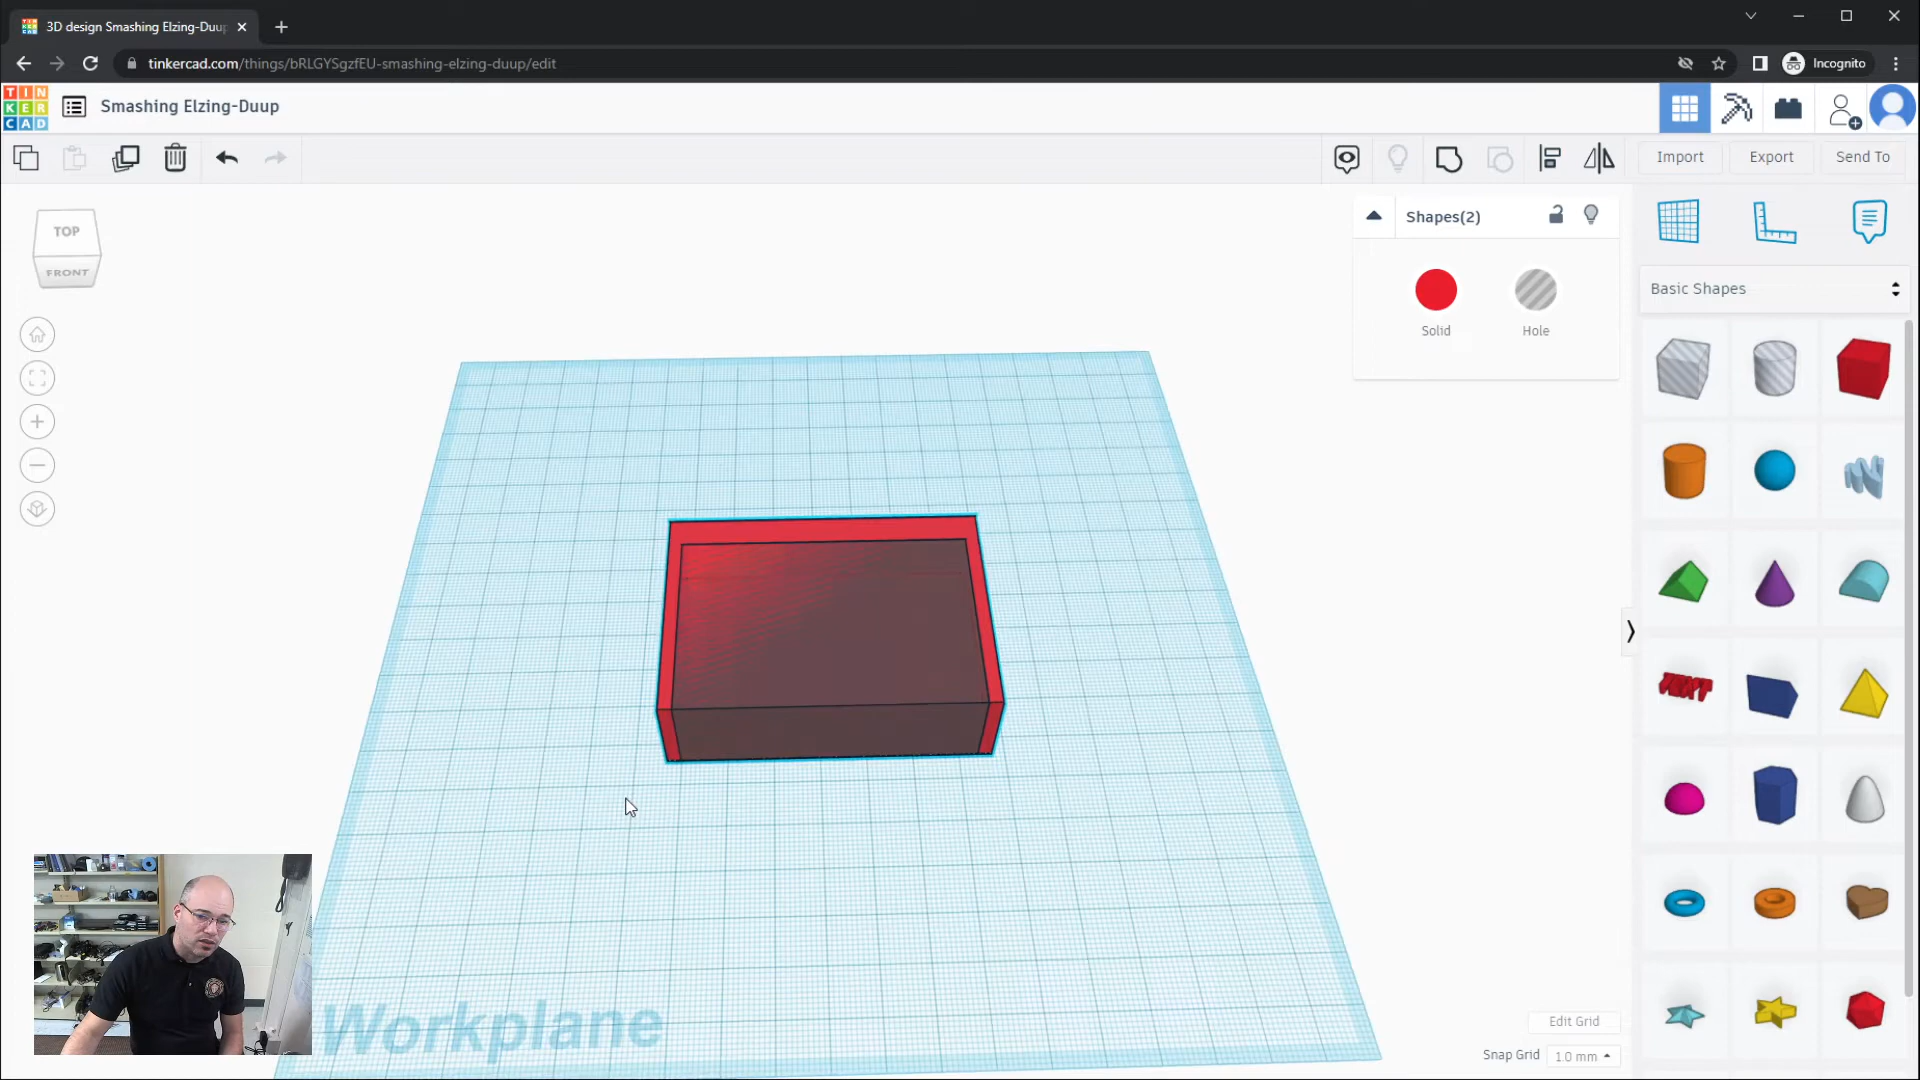 3D design Smashing Elzing-Duup
tinkercad.com/things/bRLGYSgzfEU-smashing-elzing-duup/edit
Incognito
TIN
KER
CAD
Smashing Elzing-Duup
Import
Export
Send To
TOP
FRONT
Shapes(2)
Solid
Hole
Basic Shapes
TEXT
Workplane
Edit Grid
Snap Grid
1.0 mm